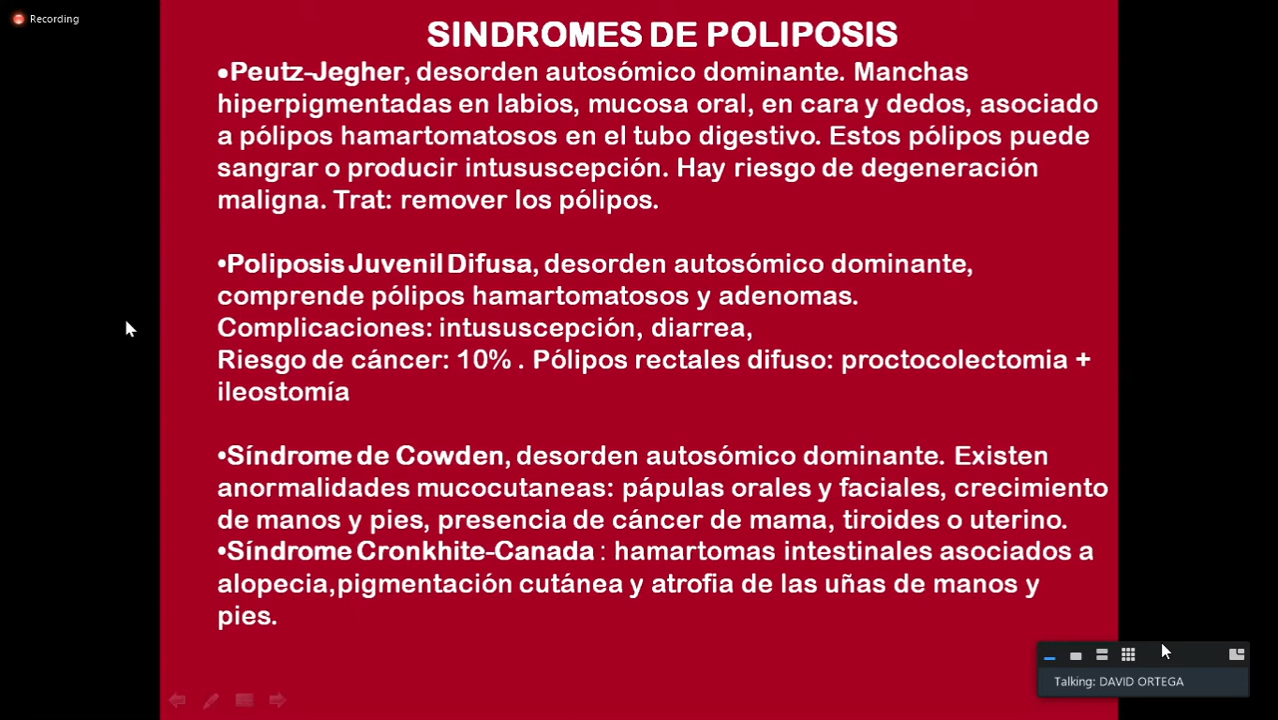 Recording
SINDROMES DE POLIPOSIS
•Peutz-Jegher, desorden autosómico dominante. Manchas
hiperpigmentadas en labios, mucosa oral, en cara y dedos, asociado
a pólipos hamartomatosos en el tubo digestivo. Estos pólipos puede
sangrar o producir intususcepción. Hay riesgo de degeneración
maligna. Trat: remover los pólipos.
•Poliposis Juvenil Difusa, desorden autosómico dominante,
comprende pólipos hamartomatosos y adenomas.
Complicaciones: intususcepción, diarrea,
Riesgo de cáncer: 10% . Pólipos rectales difuso: proctocolectomia +
ileostomía
•Síndrome de Cowden, desorden autosómico dominante. Existen
anormalidades mucocutaneas: pápulas orales y faciales, crecimiento
de manos y pies, presencia de cáncer de mama, tiroides o uterino.
•Síndrome Cronkhite-Canada : hamartomas intestinales asociados a
alopecia,pigmentación cutánea y atrofia de las uñas de manos y
pies.
Talking: DAVID ORTEGA